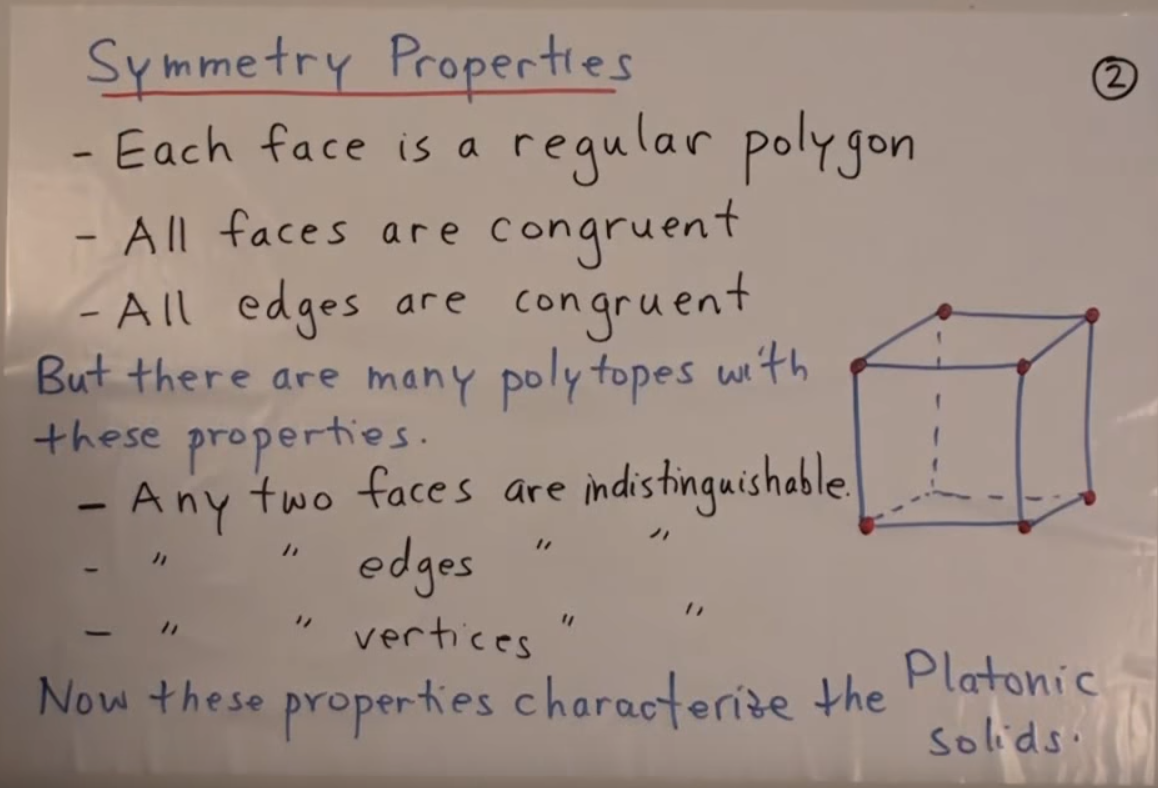 Symmetry Properties
②
- Each face is a regular polygon
- All faces are congruent
- All edges are congruent
But there are many polytopes with
these properties.
- Any two faces are indistinguishable.
- " " edges " "
- " " vertices " "
Now these properties characterize the Platonic
solids.